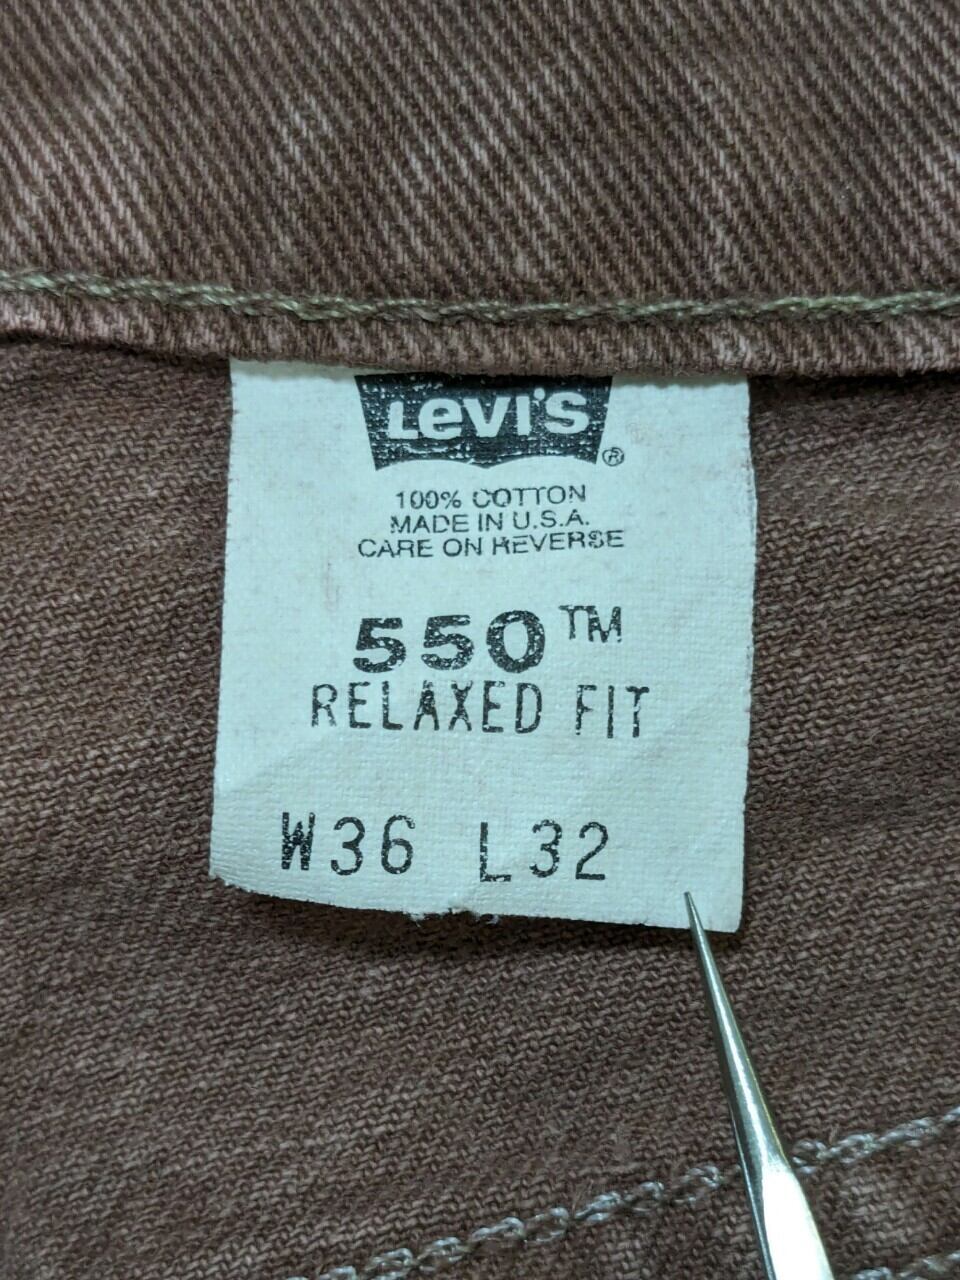 Levi's ®
100% COTTON
MADE IN U.S.A.
CARE ON REVERSE
550™
RELAXED FIT
W36 L32